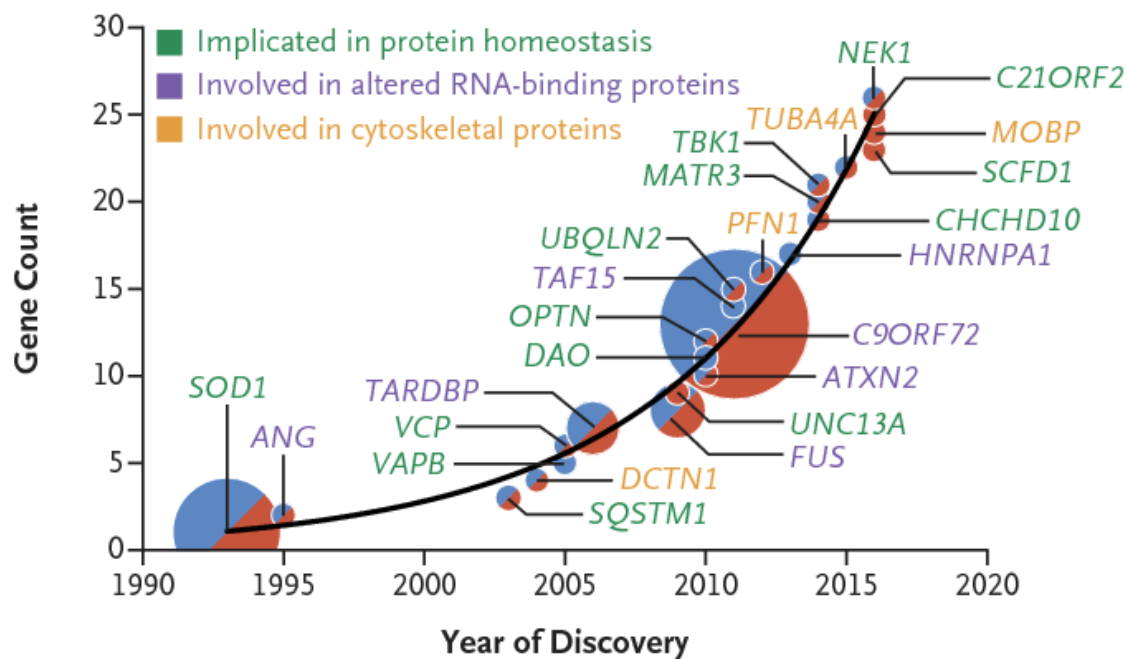 30
Implicated in protein homeostasis
Involved in altered RNA-binding proteins
Involved in cytoskeletal proteins
25
20
15
10
5
0
Gene Count
NEK1
C21ORF2
TUBA4A
MOBP
TBK1
SCFD1
MATR3
CHCHD10
PFN1
UBQLN2
HNRNPA1
TAF15
OPTN
C9ORF72
DAO
ATXN2
SOD1
TARDBP
UNC13A
ANG
VCP
FUS
VAPB
DCTN1
SQSTM1
1990 1995 2000 2005 2010 2015 2020
Year of Discovery